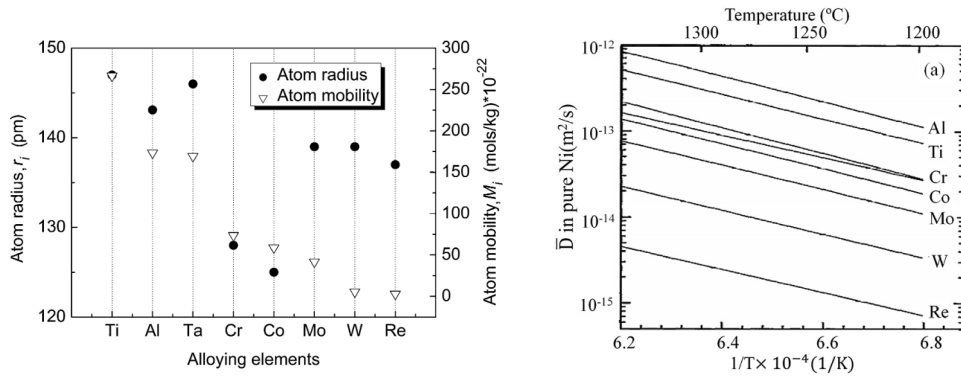 150
140
130
120
Atom radius, r_i (pm)
Atom radius
Atom mobility
300
250
200
150
100
50
0
Atom mobility, M_i (mols/kg)*10^-22
Ti Al Ta Cr Co Mo W Re
Alloying elements
Temperature (ºC)
1300 1250 1200
(a)
10^-12
10^-13
10^-14
10^-15
D̅ in pure Ni(m²/s)
Al
Ti
Cr
Co
Mo
W
Re
6.2 6.4 6.6 6.8
1/T× 10^-4(1/K)